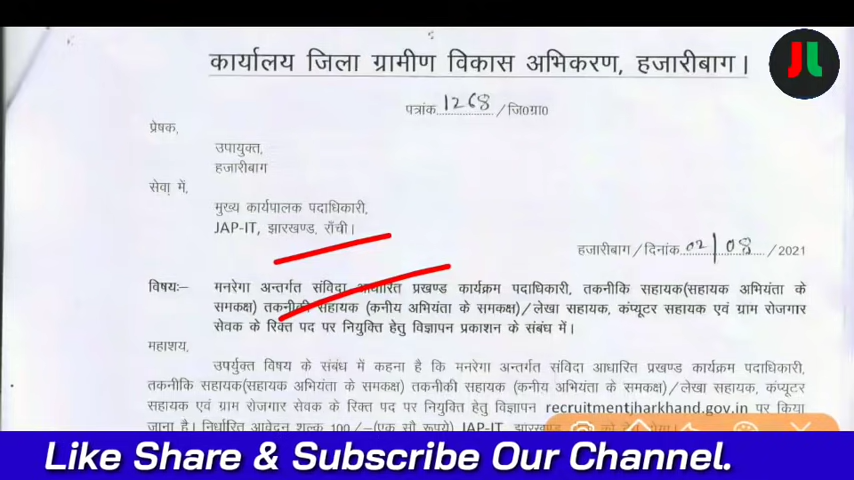 कार्यालय जिला ग्रामीण विकास अभिकरण, हजारीबाग।
JL
पत्रांक 1268 /जि0ग्रा0
प्रेषक,
उपायुक्त,
हजारीबाग
सेवा में,
मुख्य कार्यपालक पदाधिकारी,
JAP-IT, झारखण्ड, राँची।
हजारीबाग/दिनांक 02/08 /2021
विषयः- मनरेगा अन्तर्गत संविदा आधारित प्रखण्ड कार्यक्रम पदाधिकारी, तकनीकि सहायक(सहायक अभियंता के
समकक्ष) तकनीकी सहायक (कनीय अभियंता के समकक्ष)/लेखा सहायक, कंप्यूटर सहायक एवं ग्राम रोजगार
सेवक के रिक्त पद पर नियुक्ति हेतु विज्ञापन प्रकाशन के संबंध में।
महाशय,
उपर्युक्त विषय के संबंध में कहना है कि मनरेगा अन्तर्गत संविदा आधारित प्रखण्ड कार्यक्रम पदाधिकारी,
तकनीकि सहायक(सहायक अभियंता के समकक्ष) तकनीकी सहायक (कनीय अभियंता के समकक्ष)/लेखा सहायक, कंप्यूटर
सहायक एवं ग्राम रोजगार सेवक के रिक्त पद पर नियुक्ति हेतु विज्ञापन recruitmentjharkhand.gov.in पर किया
जाना है। निर्धारित आवेदन शुल्क 100/-(एक सौ रूपये) JAP-IT, झारखण्ड
Like Share & Subscribe Our Channel.